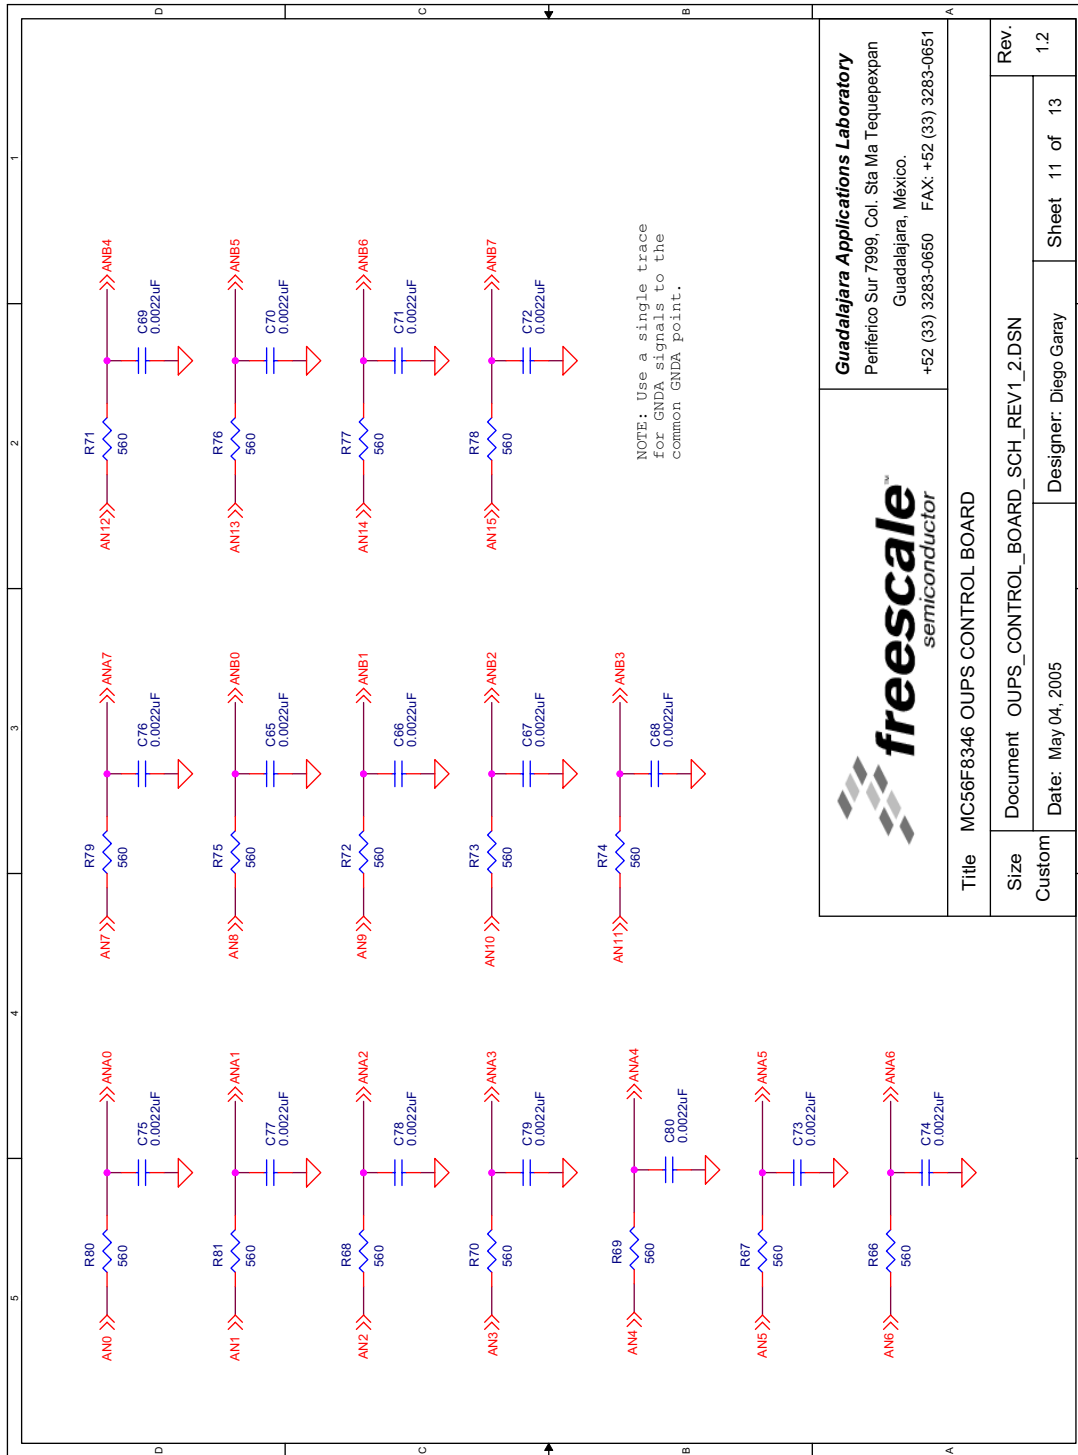 5
4
3
2
1
D
D
C
C
B
B
A
A
AN0
R80
560
C75
0.0022uF
ANA0
AN1
R81
560
C77
0.0022uF
ANA1
AN2
R68
560
C78
0.0022uF
ANA2
AN3
R70
560
C79
0.0022uF
ANA3
AN4
R69
560
C80
0.0022uF
ANA4
AN5
R67
560
C73
0.0022uF
ANA5
AN6
R66
560
C74
0.0022uF
ANA6
AN7
R79
560
C76
0.0022uF
ANA7
AN8
R75
560
C65
0.0022uF
ANB0
AN9
R72
560
C66
0.0022uF
ANB1
AN10
R73
560
C67
0.0022uF
ANB2
AN11
R74
560
C68
0.0022uF
ANB3
AN12
R71
560
C69
0.0022uF
ANB4
AN13
R76
560
C70
0.0022uF
ANB5
AN14
R77
560
C71
0.0022uF
ANB6
AN15
R78
560
C72
0.0022uF
ANB7
NOTE: Use a single trace
for GNDA signals to the
common GNDA point.
freescale™
semiconductor
Guadalajara Applications Laboratory
Periferico Sur 7999, Col. Sta Ma Tequepexpan
Guadalajara, México.
+52 (33) 3283-0650 FAX: +52 (33) 3283-0651
Title MC56F8346 OUPS CONTROL BOARD
Size
Custom
Document OUPS_CONTROL_BOARD_SCH_REV1_2.DSN
Rev.
1.2
Date: May 04, 2005
Designer: Diego Garay
Sheet 11 of 13